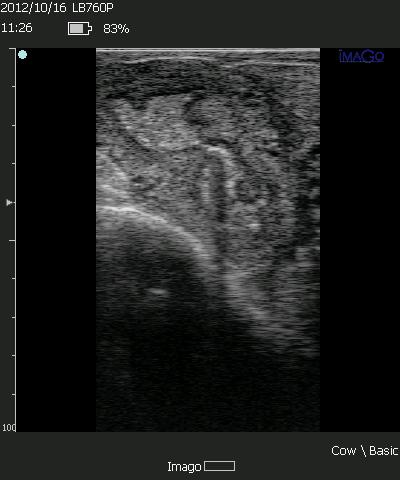 2012/10/16 LB760P
11:26 83%
iMAGO
100
Cow \ Basic
Imago